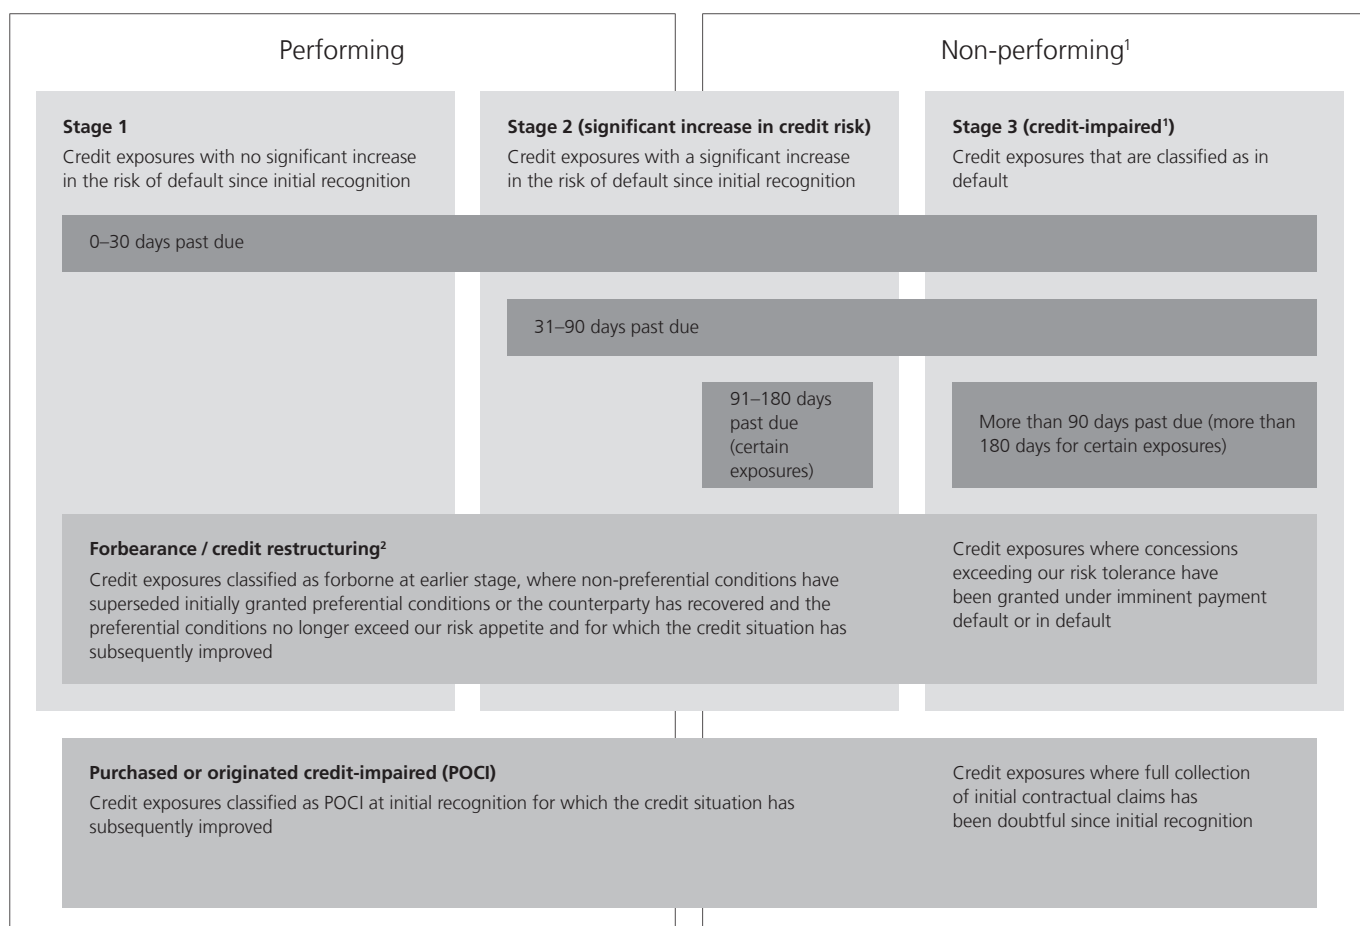 Performing
Non-performing¹
Stage 1
Credit exposures with no significant increase
in the risk of default since initial recognition
Stage 2 (significant increase in credit risk)
Credit exposures with a significant increase
in the risk of default since initial recognition
Stage 3 (credit-impaired¹)
Credit exposures that are classified as in
default
0–30 days past due
31–90 days past due
91–180 days
past due
(certain
exposures)
More than 90 days past due (more than
180 days for certain exposures)
Forbearance / credit restructuring²
Credit exposures classified as forborne at earlier stage, where non-preferential conditions have
superseded initially granted preferential conditions or the counterparty has recovered and the
preferential conditions no longer exceed our risk appetite and for which the credit situation has
subsequently improved
Credit exposures where concessions
exceeding our risk tolerance have
been granted under imminent payment
default or in default
Purchased or originated credit-impaired (POCI)
Credit exposures classified as POCI at initial recognition for which the credit situation has
subsequently improved
Credit exposures where full collection
of initial contractual claims has
been doubtful since initial recognition